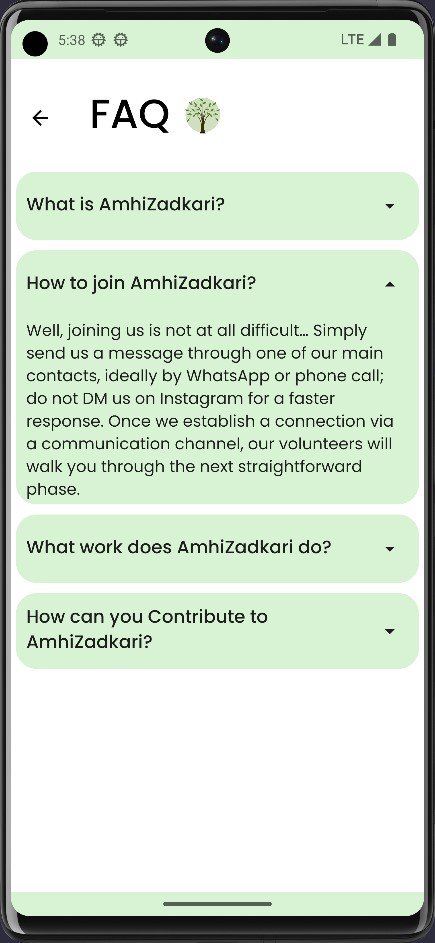 5:38
LTE
FAQ
What is AmhiZadkari?
How to join AmhiZadkari?
Well, joining us is not at all difficult... Simply
send us a message through one of our main
contacts, ideally by WhatsApp or phone call;
do not DM us on Instagram for a faster
response. Once we establish a connection via
a communication channel, our volunteers will
walk you through the next straightforward
phase.
What work does AmhiZadkari do?
How can you Contribute to
AmhiZadkari?